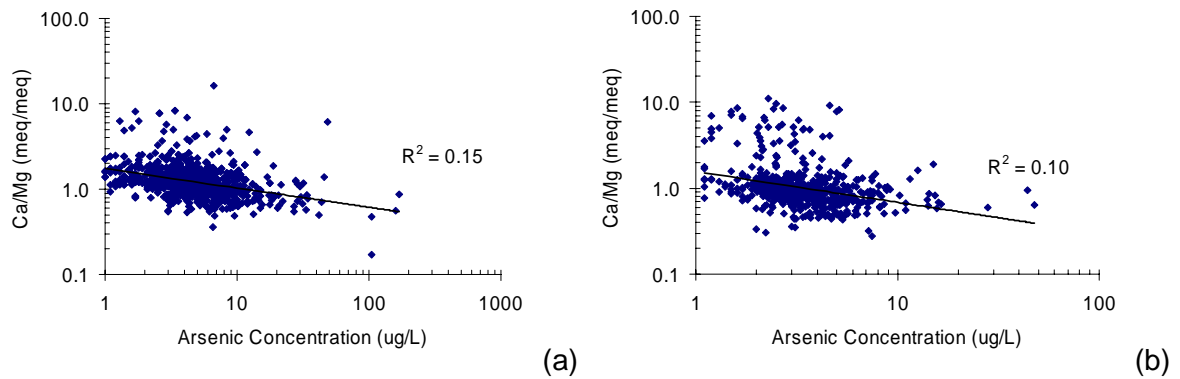 100.0
10.0
1.0
0.1
Ca/Mg (meq/meq)
R² = 0.15
1 10 100 1000
Arsenic Concentration (ug/L)
(a)
100.0
10.0
1.0
0.1
Ca/Mg (meq/meq)
R² = 0.10
1 10 100
Arsenic Concentration (ug/L)
(b)